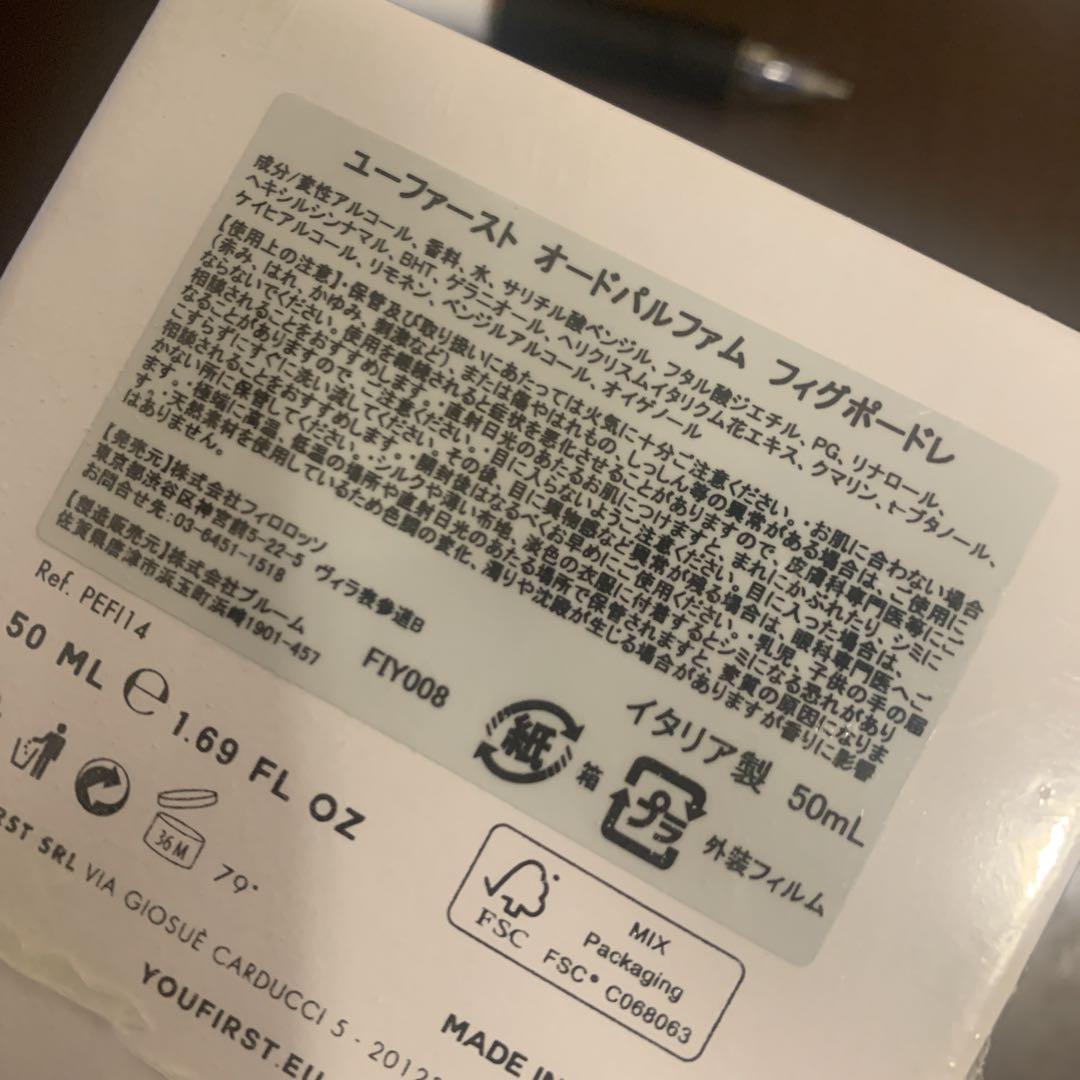 ユーファースト オードパルファム フィグポードレ
成分/変性アルコール、香料、水、サリチル酸ベンジル、フタル酸ジエチル、PG、リナロール、
ヘキシルシンナマル、BHT、ゲラニオール、ヘリクリスムイタリクム花エキス、クマリン、t-ブタノール、
ケイヒアルコール、リモネン、ベンジルアルコール、オイゲノール
【使用上の注意】・保管及び取り扱いにあたっては火気に十分ご注意ください。・お肌に合わない場合
(赤み、はれ、かゆみ、刺激など)、または傷やはれもの、しっしん等の異常がある場合は、ご使用に
ならないでください。使用を継続されると症状を悪化させることがありますので、皮膚科専門医等にご
相談されることをおすすめします。・直射日光のあたるお肌につけますと、まれにかぶれたり、シミに
なることがありますので、ご注意ください。・目に入らないようご注意ください。目に入った場合は、
こすらずにすぐに洗い流してください。その後、目に異物感など異常が残る場合は、眼科専門医へご
相談されることをおすすめします。・開封後はなるべくお早めにご使用ください。・乳児、子供の手の届
かない所に保管してください。・シルクや薄い布地、淡色の衣服に付着するとシミになる恐れがあり
ます。・極端に高温、低温の場所や直射日光のあたる場所で保管されますと、変質の原因になりま
す。・天然素材を使用しているため色調の変化、濁りや沈殿が生じる場合がありますが香りに影響
はありません。
【発売元】株式会社フィロロッソ
東京都渋谷区神宮前5-22-5 ヴィラ表参道B
お問合せ先:03-6451-1518
【製造販売元】株式会社ブルーム
佐賀県唐津市浜玉町浜崎1901-457
FIY008
イタリア製 50mL
紙 箱
プラ 外装フィルム
Ref. PEFI14
50 ML ℮ 1.69 FL OZ
36M
79°
MIX
Packaging
FSC
FSC® C068063
RST SRL VIA GIOSUÈ CARDUCCI 5 - 2012
YOUFIRST.EU
MADE IN